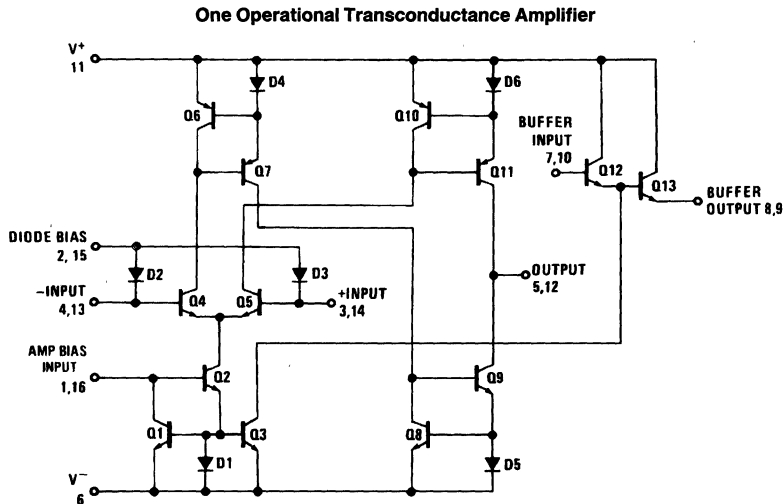 One Operational Transconductance Amplifier
V+
11
D4
D6
Q6
Q10
BUFFER
INPUT
7,10
Q12
Q7
Q11
Q13
BUFFER
OUTPUT 8,9
DIODE BIAS
2, 15
D2
D3
–INPUT
4,13
Q4
Q5
+INPUT
3,14
OUTPUT
5,12
AMP BIAS
INPUT
1,16
Q2
Q9
Q1
Q3
Q8
D1
D5
V–
6